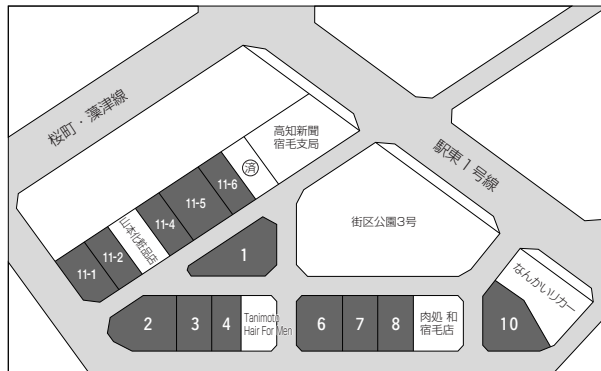 桜町・藻津線
高知新聞
宿毛支局
済
11-6
11-5
11-4
山本化粧品店
11-2
11-1
駅東1号線
街区公園3号
1
なんかいリカー
2
3
4
Tanimoto
Hair For Men
6
7
8
肉処 和
宿毛店
10